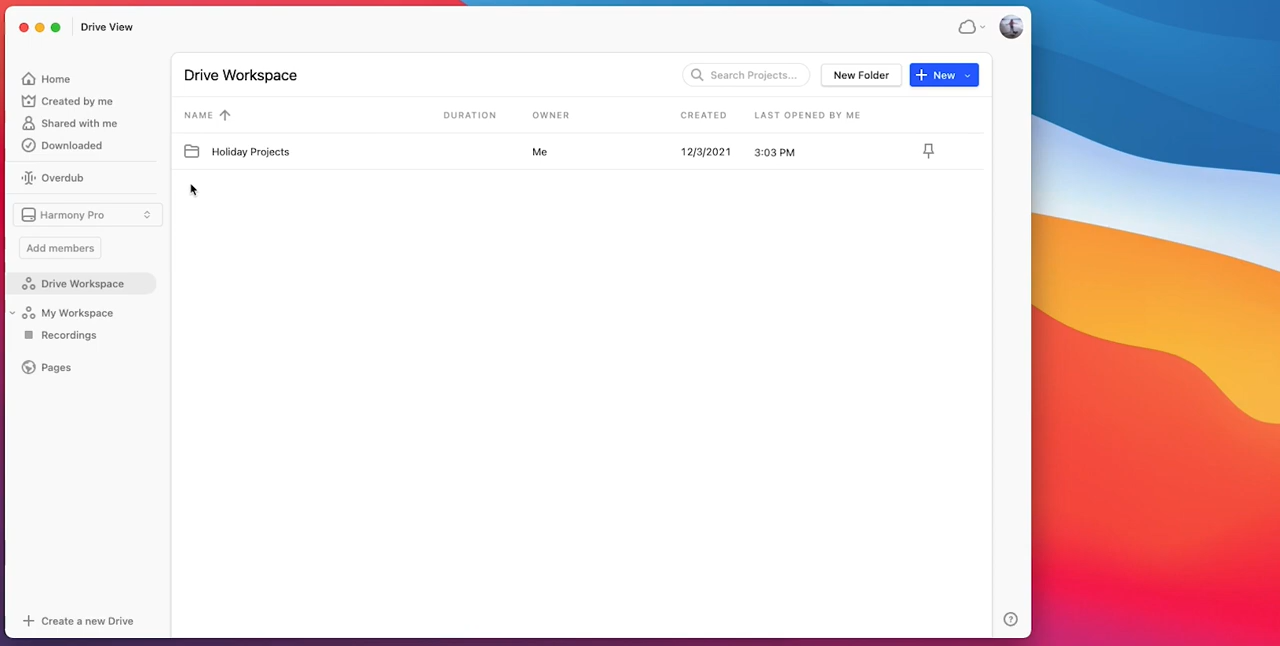 Drive View
Home
Created by me
Shared with me
Downloaded
Overdub
Harmony Pro
Add members
Drive Workspace
My Workspace
Recordings
Pages
Create a new Drive
Drive Workspace
Search Projects...
New Folder
New
NAME DURATION OWNER CREATED LAST OPENED BY ME
Holiday Projects Me 12/3/2021 3:03 PM